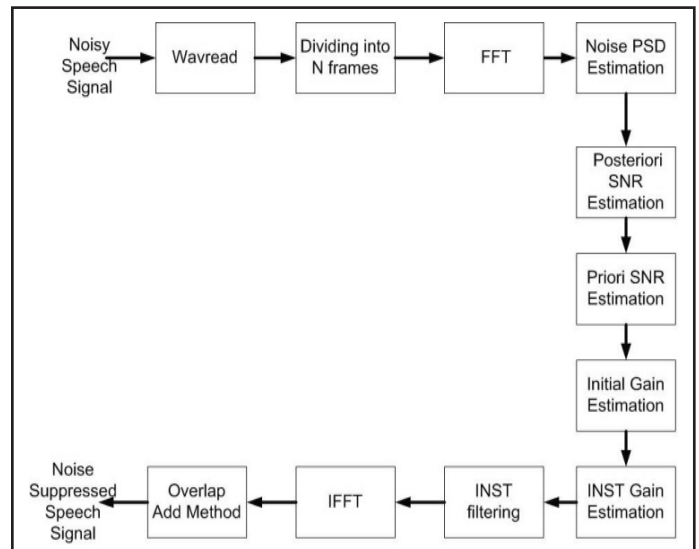 Noisy
Speech
Signal
Wavread
Dividing into
N frames
FFT
Noise PSD
Estimation
Posteriori
SNR
Estimation
Priori SNR
Estimation
Initial Gain
Estimation
INST Gain
Estimation
INST
filtering
IFFT
Overlap
Add Method
Noise
Suppressed
Speech
Signal